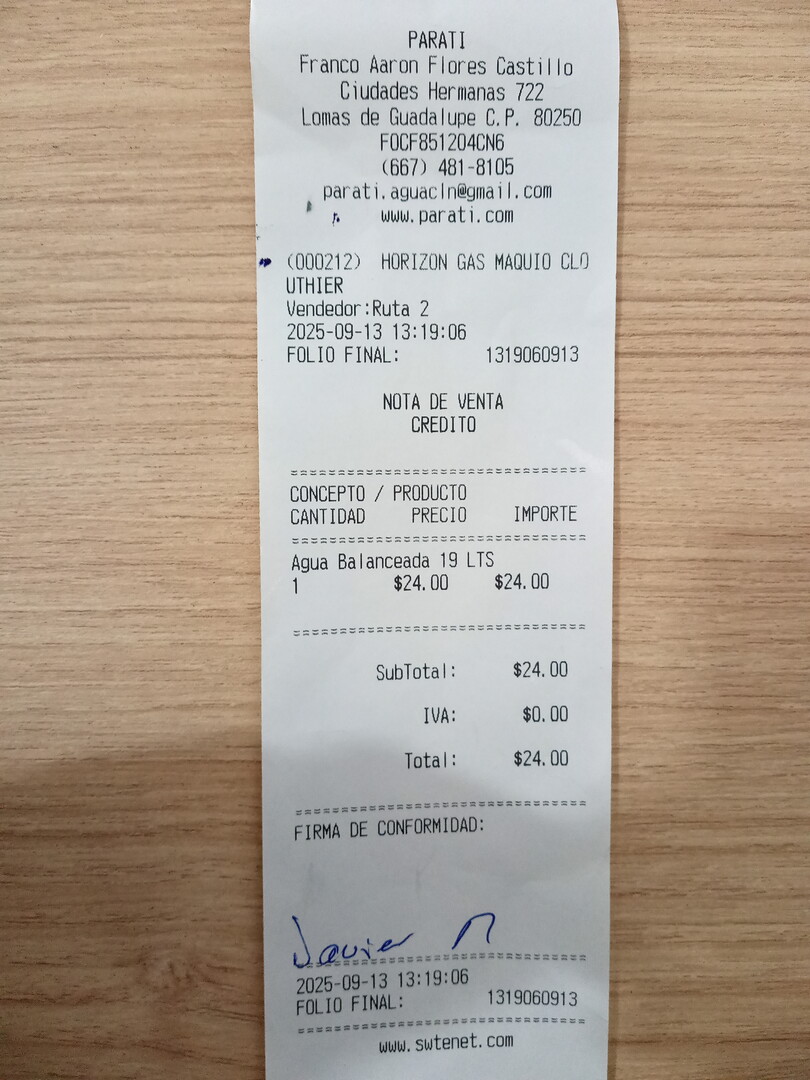 PARATI
Franco Aaron Flores Castillo
Ciudades Hermanas 722
Lomas de Guadalupe C.P. 80250
FOCF851204CN6
(667) 481-8105
parati.aguacln@gmail.com
www.parati.com
(000212) HORIZON GAS MAQUIO CLO
UTHIER
Vendedor:Ruta 2
2025-09-13 13:19:06
FOLIO FINAL: 1319060913
NOTA DE VENTA
CREDITO
==============================
CONCEPTO / PRODUCTO
CANTIDAD PRECIO IMPORTE
==============================
Agua Balanceada 19 LTS
1 $24.00 $24.00
==============================
SubTotal: $24.00
IVA: $0.00
Total: $24.00
==============================
FIRMA DE CONFORMIDAD:
Javier M
==============================
2025-09-13 13:19:06
FOLIO FINAL: 1319060913
==============================
www.swtenet.com